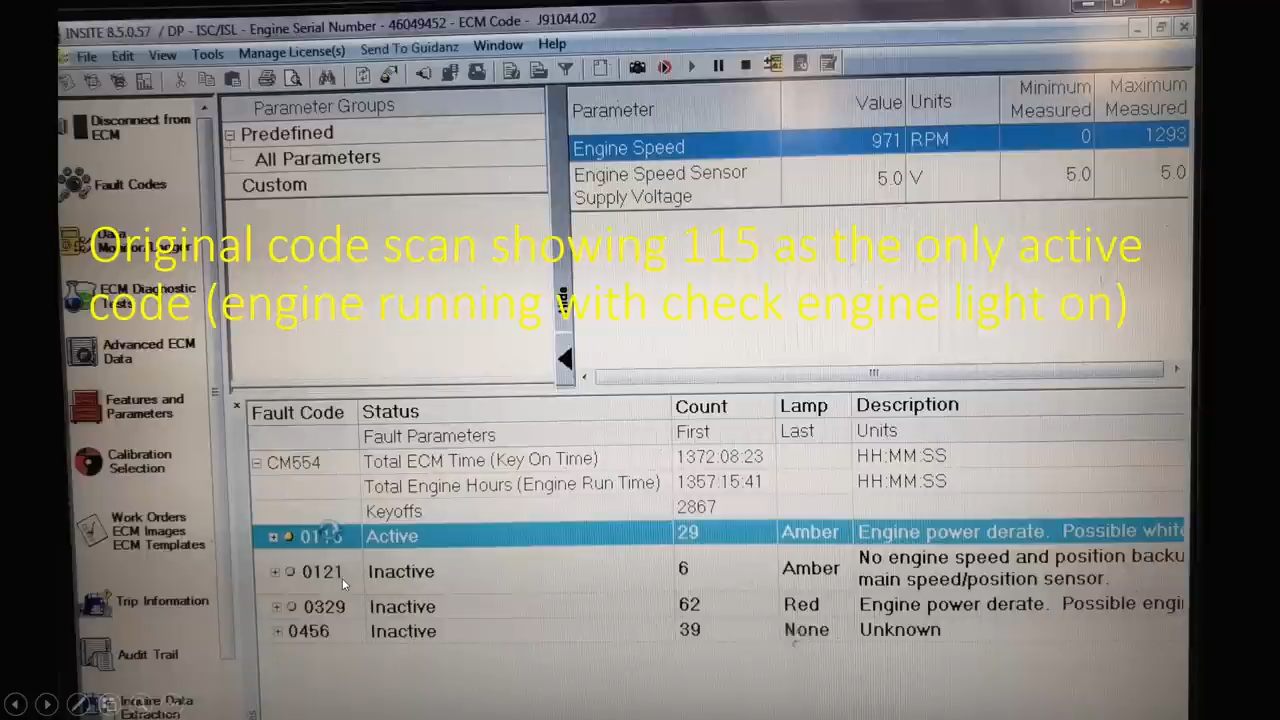 INSITE 8.5.0.57 / DP - ISC/ISL - Engine Serial Number - 46049452 - ECM Code - J91044.02
File Edit View Tools Manage License(s) Send To Guidanz Window Help
Disconnect from
ECM
Fault Codes
Data
Monitor/Logger
ECM Diagnostic
Tests
Advanced ECM
Data
Features and
Parameters
Calibration
Selection
Work Orders
ECM Images
ECM Templates
Trip Information
Audit Trail
Inquire Data
Extraction
Parameter Groups
Predefined
All Parameters
Custom
Parameter Value Units Minimum Measured Maximum Measured
Engine Speed 971 RPM 0 1293
Engine Speed Sensor
Supply Voltage 5.0 V 5.0 5.0
Original code scan showing 115 as the only active
code (engine running with check engine light on)
Fault Code Status Count Lamp Description
Fault Parameters First Last Units
CM554 Total ECM Time (Key On Time) 1372:08:23 HH:MM:SS
Total Engine Hours (Engine Run Time) 1357:15:41 HH:MM:SS
Keyoffs 2867
Active 29 Amber Engine power derate. Possible white
0121 Inactive 6 Amber No engine speed and position backu
main speed/position sensor.
0329 Inactive 62 Red Engine power derate. Possible engi
0456 Inactive 39 None Unknown